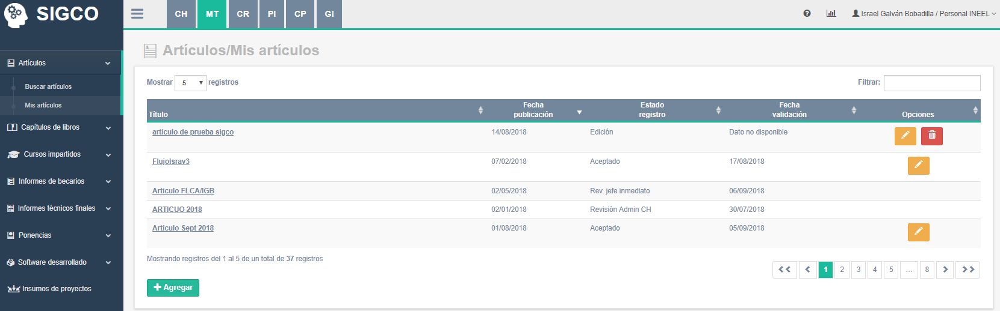 SIGCO
CH MT CR PI CP GI
Israel Galván Bobadilla / Personal INEEL
Artículos
Buscar artículos
Mis artículos
Capítulos de libros
Cursos impartidos
Informes de becarios
Informes técnicos finales
Ponencias
Software desarrollado
Insumos de proyectos
Artículos/Mis artículos
Mostrar 5 registros
Filtrar:
Título Fecha publicación Estado registro Fecha validación Opciones
articulo de prueba sigco 14/08/2018 Edición Dato no disponible
FlujoIsrav3 07/02/2018 Aceptado 17/08/2018
Articulo FLCA/IGB 02/05/2018 Rev. jefe inmediato 06/09/2018
ARTICUO 2018 02/01/2018 Revisión Admin CH 30/07/2018
Articulo Sept 2018 01/08/2018 Aceptado 05/09/2018
Mostrando registros del 1 al 5 de un total de 37 registros
1 2 3 4 5 ... 8
Agregar